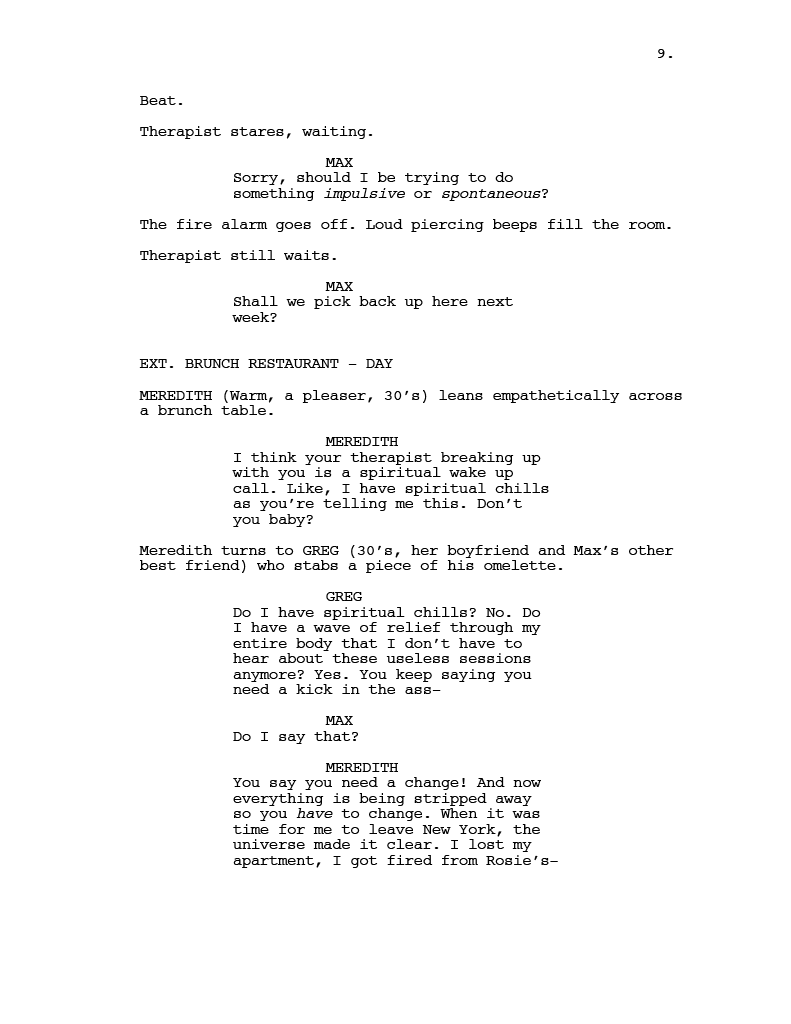 9.
Beat.
Therapist stares, waiting.
MAX
Sorry, should I be trying to do
something impulsive or spontaneous?
The fire alarm goes off. Loud piercing beeps fill the room.
Therapist still waits.
MAX
Shall we pick back up here next
week?
EXT. BRUNCH RESTAURANT – DAY
MEREDITH (Warm, a pleaser, 30’s) leans empathetically across
a brunch table.
MEREDITH
I think your therapist breaking up
with you is a spiritual wake up
call. Like, I have spiritual chills
as you’re telling me this. Don’t
you baby?
Meredith turns to GREG (30’s, her boyfriend and Max’s other
best friend) who stabs a piece of his omelette.
GREG
Do I have spiritual chills? No. Do
I have a wave of relief through my
entire body that I don’t have to
hear about these useless sessions
anymore? Yes. You keep saying you
need a kick in the ass–
MAX
Do I say that?
MEREDITH
You say you need a change! And now
everything is being stripped away
so you have to change. When it was
time for me to leave New York, the
universe made it clear. I lost my
apartment, I got fired from Rosie’s–